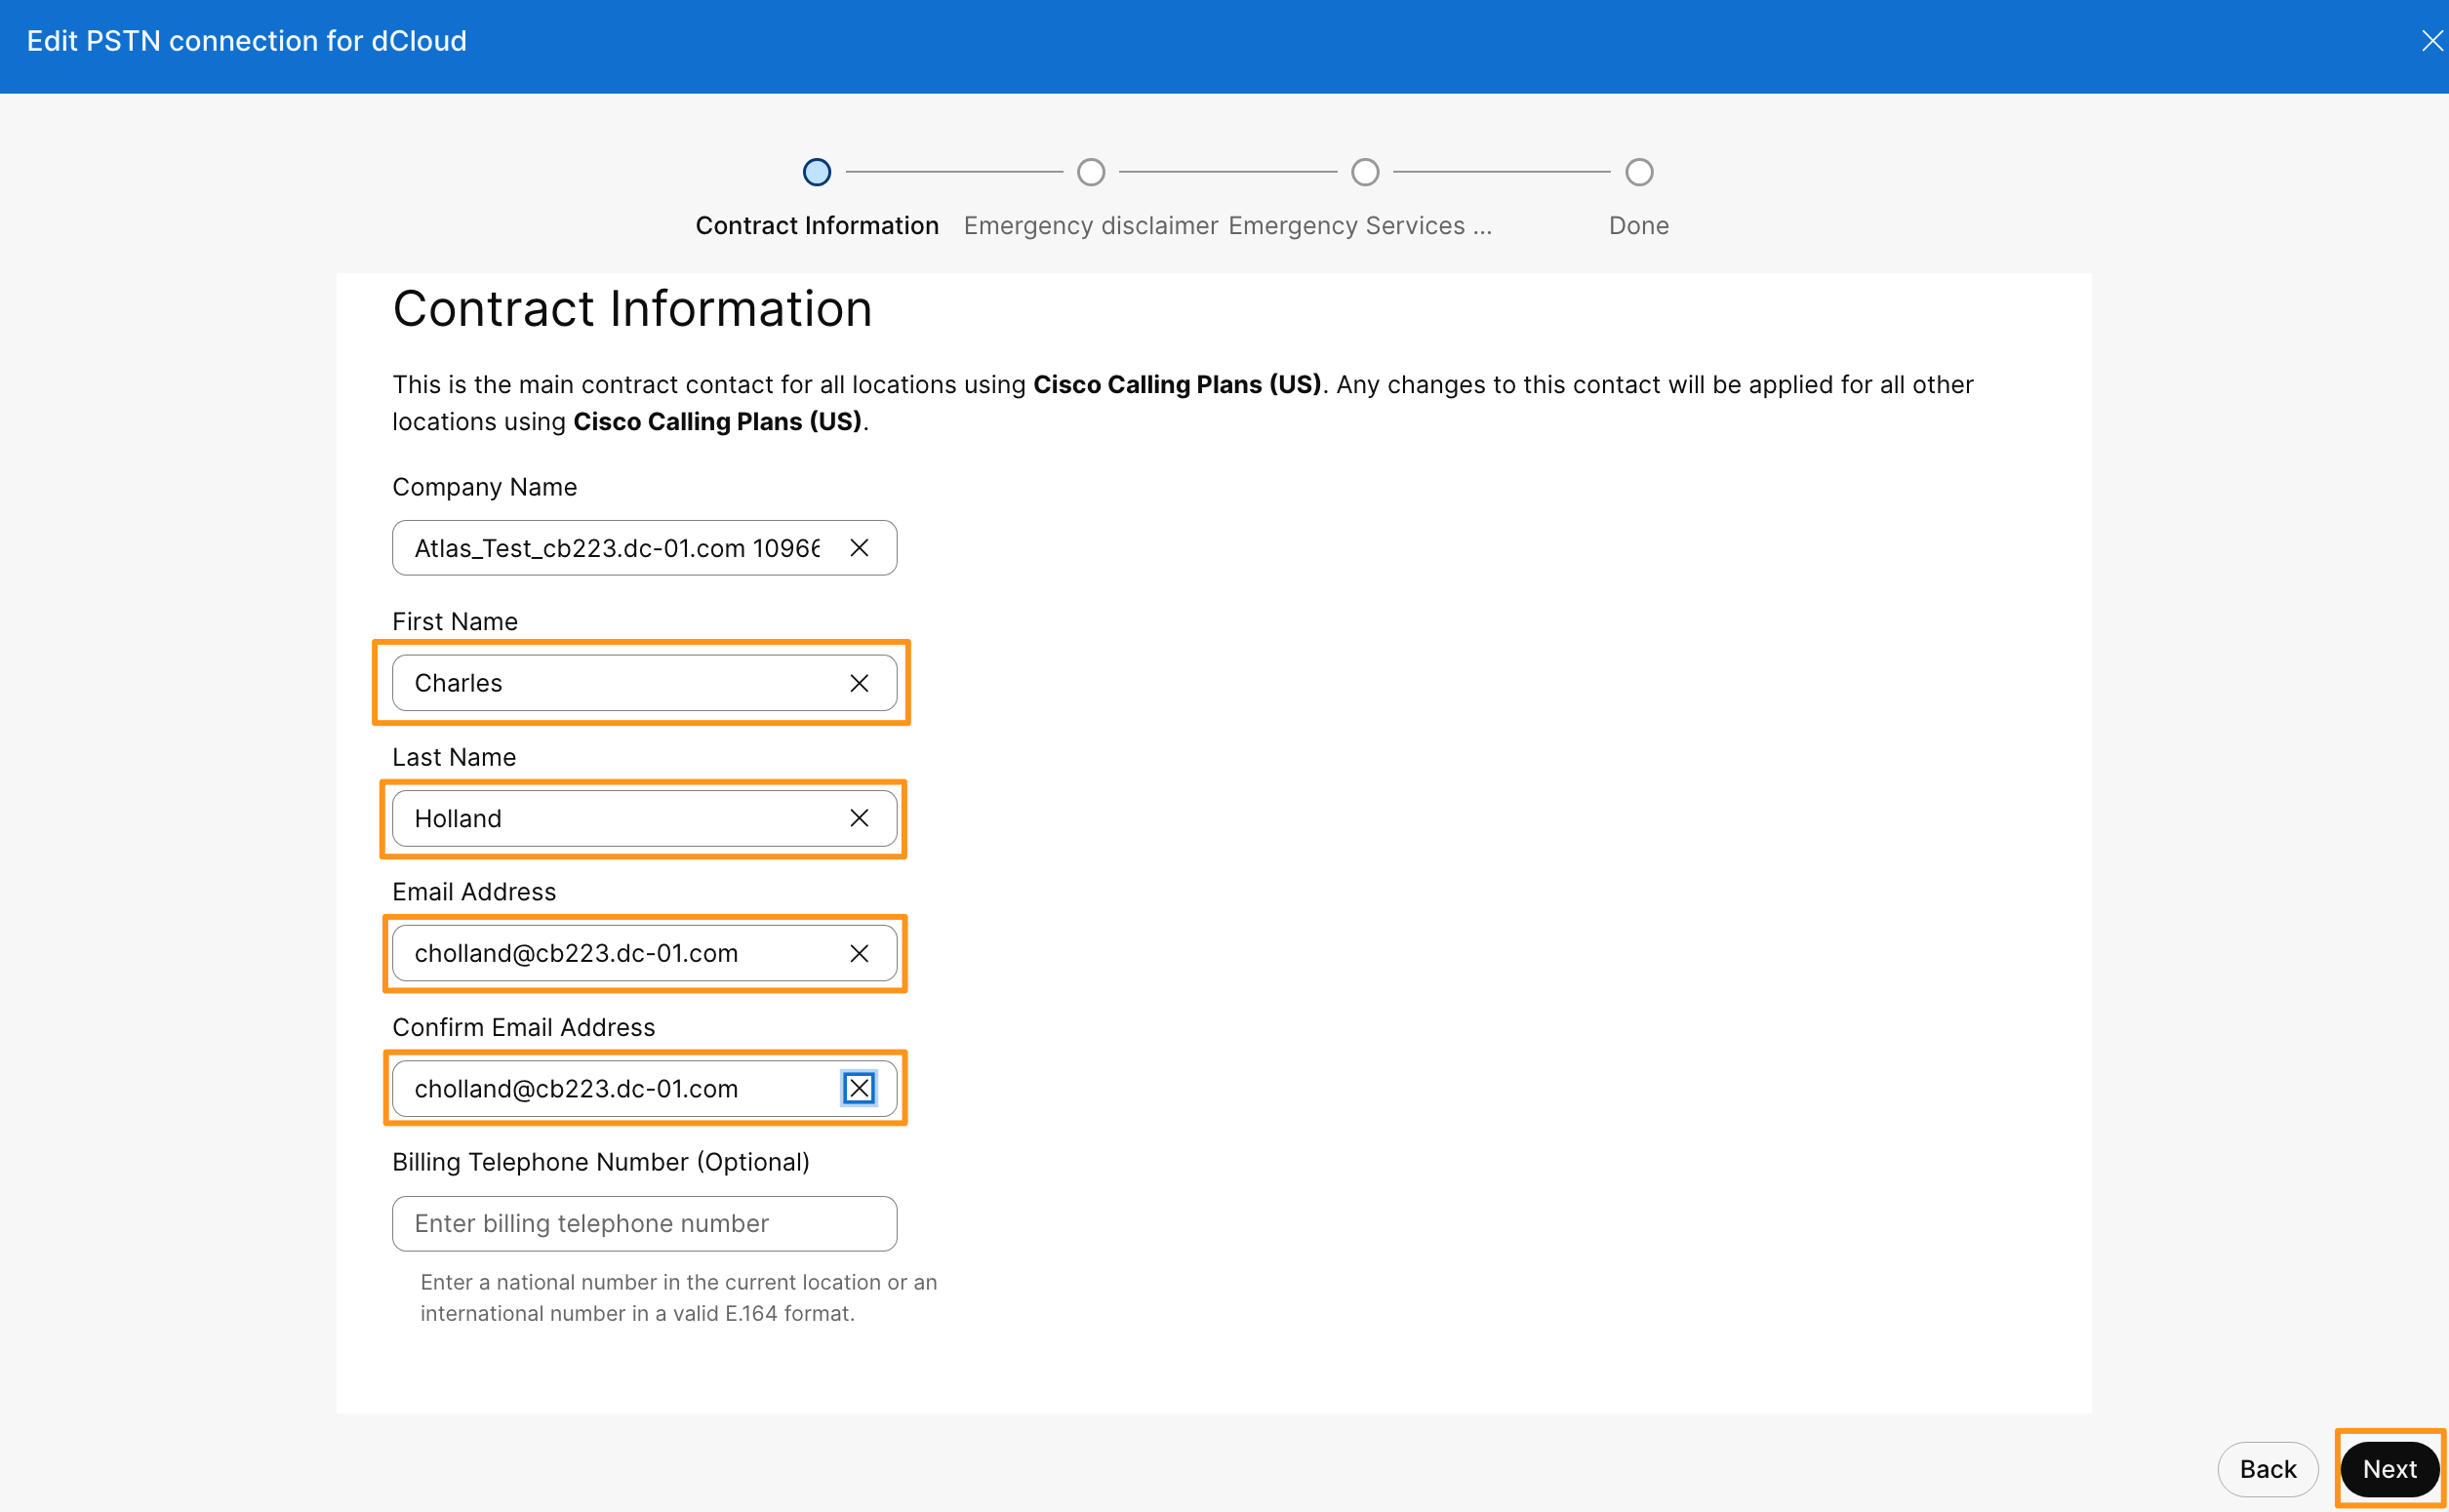 Edit PSTN connection for dCloud
Contract Information
Emergency disclaimer
Emergency Services ...
Done
Contract Information
This is the main contract contact for all locations using Cisco Calling Plans (US). Any changes to this contact will be applied for all other
locations using Cisco Calling Plans (US).
Company Name
Atlas_Test_cb223.dc-01.com 10966
First Name
Charles
Last Name
Holland
Email Address
cholland@cb223.dc-01.com
Confirm Email Address
cholland@cb223.dc-01.com
Billing Telephone Number (Optional)
Enter billing telephone number
Enter a national number in the current location or an
international number in a valid E.164 format.
Back
Next